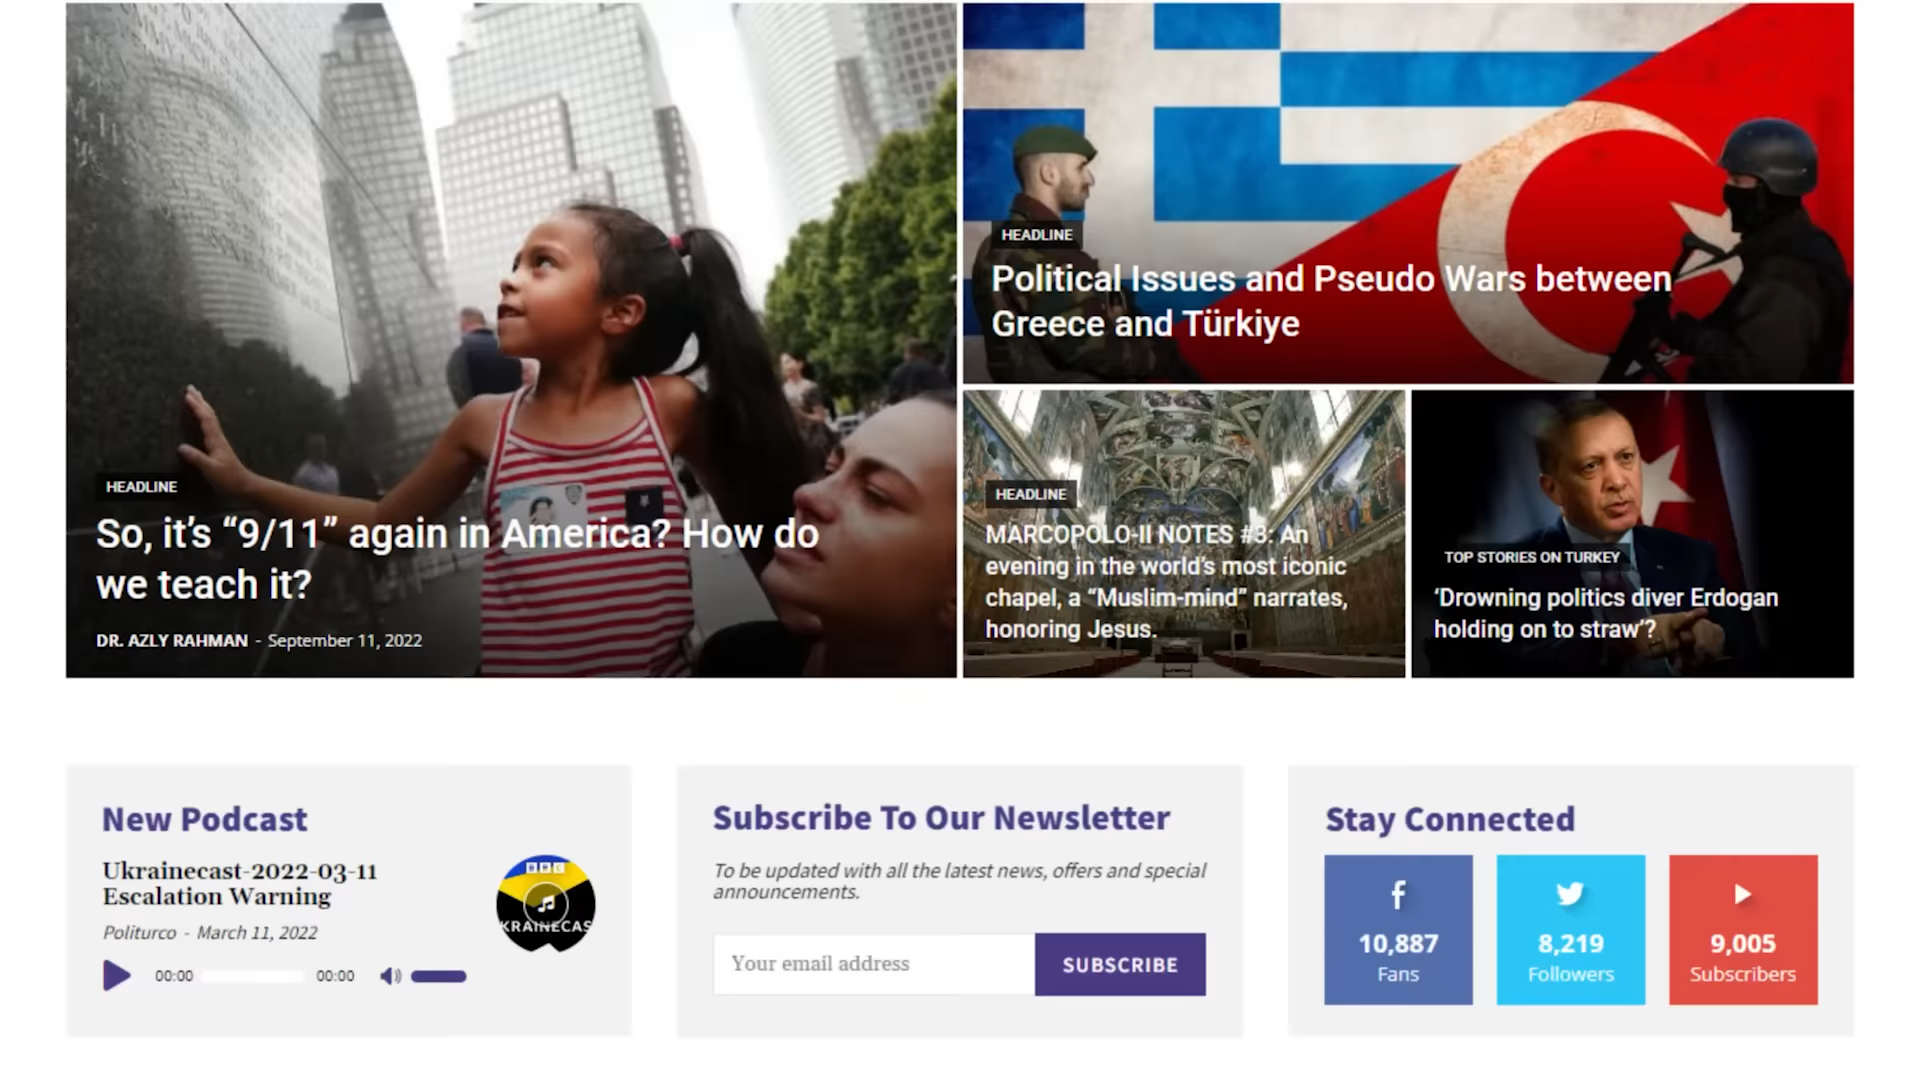 HEADLINE
So, it's “9/11” again in America? How do
we teach it?
DR. AZLY RAHMAN - September 11, 2022
HEADLINE
Political Issues and Pseudo Wars between
Greece and Türkiye
HEADLINE
MARCOPOLO-II NOTES #3: An
evening in the world's most iconic
chapel, a “Muslim-mind” narrates,
honoring Jesus.
TOP STORIES ON TURKEY
‘Drowning politics diver Erdogan
holding on to straw’?
New Podcast
Ukrainecast-2022-03-11
Escalation Warning
Politurco - March 11, 2022
BBC
KRAINECAS
00:00 00:00
Subscribe To Our Newsletter
To be updated with all the latest news, offers and special
announcements.
Your email address
SUBSCRIBE
Stay Connected
10,887
Fans
8,219
Followers
9,005
Subscribers